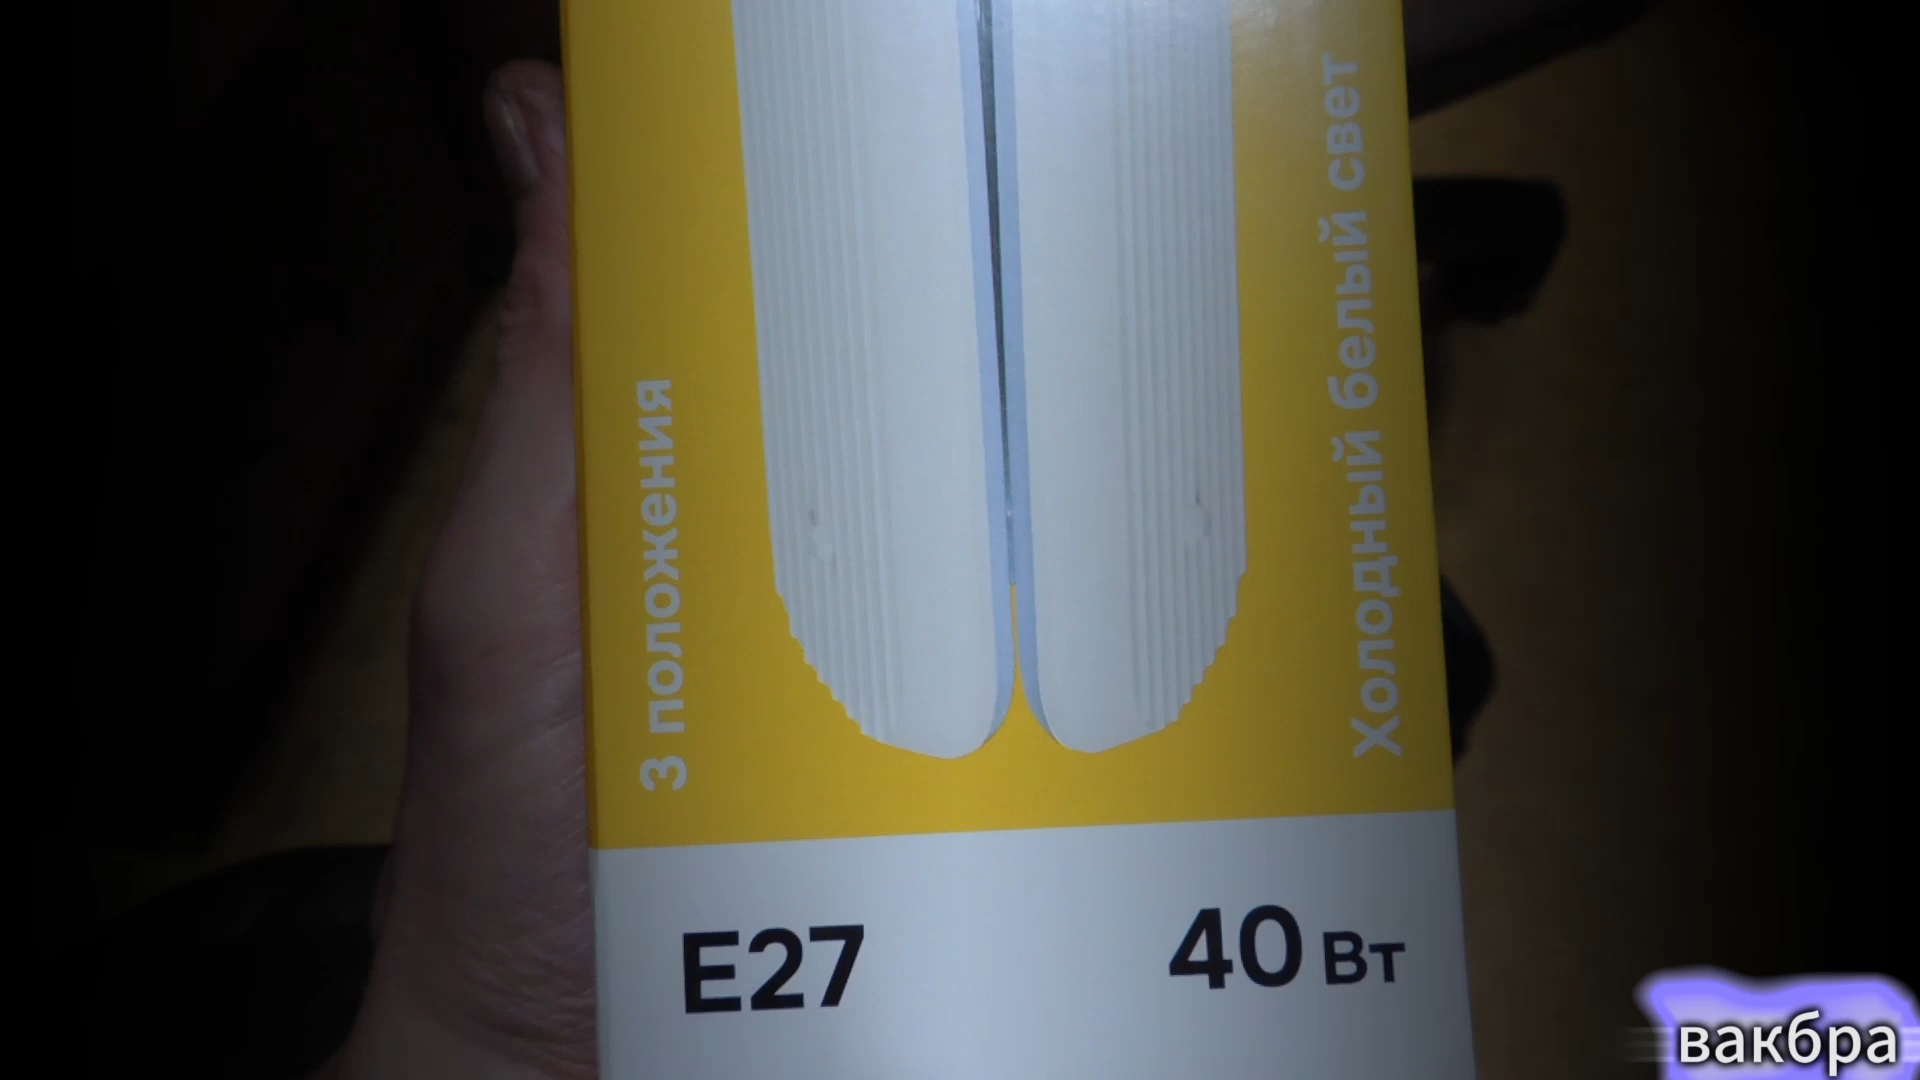 3 положения
Холодный белый свет
E27
40 Вт
вакбра